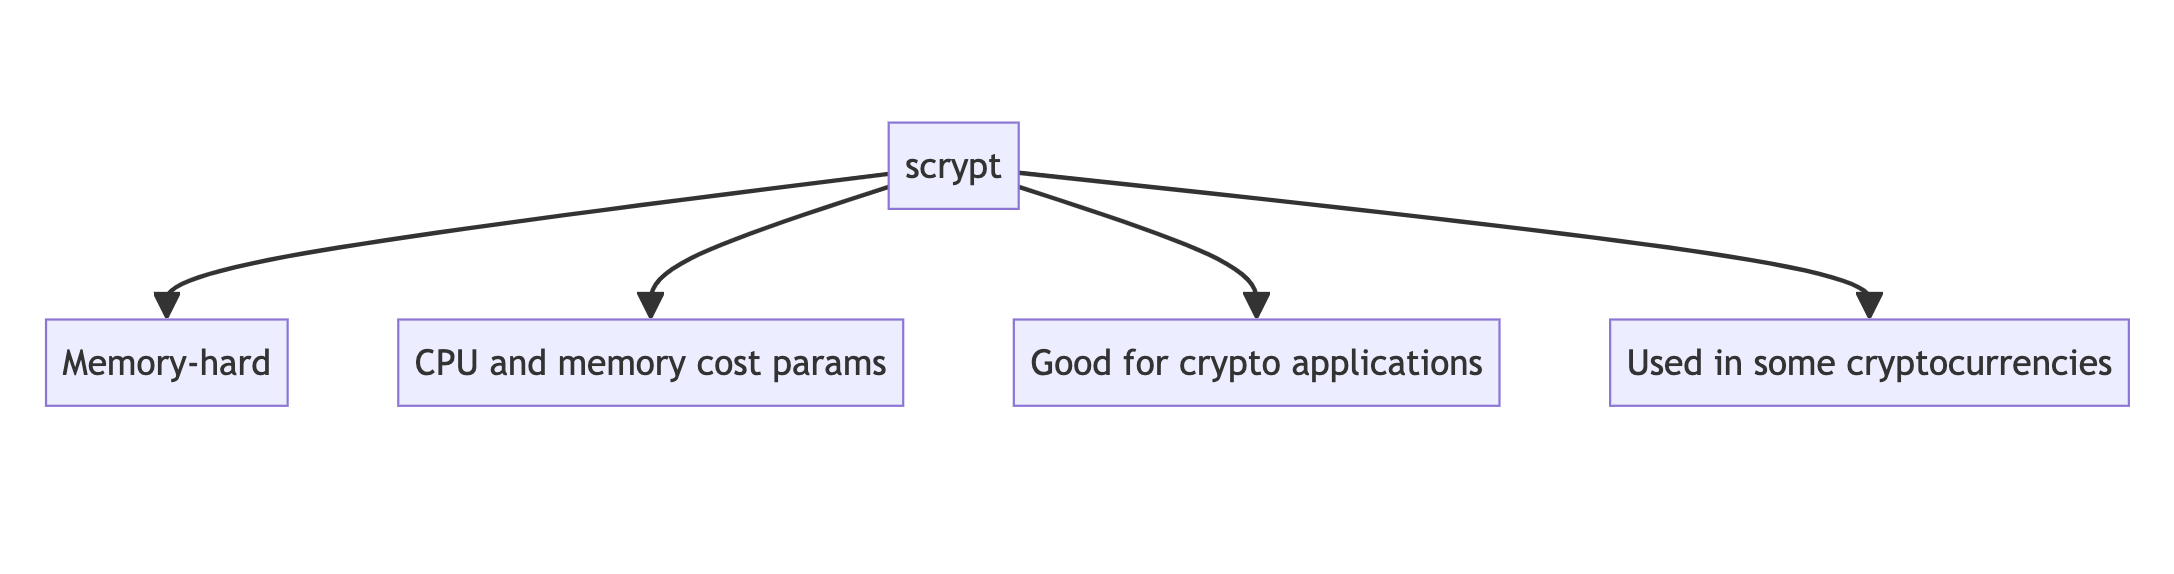 scrypt
Memory-hard
CPU and memory cost params
Good for crypto applications
Used in some cryptocurrencies